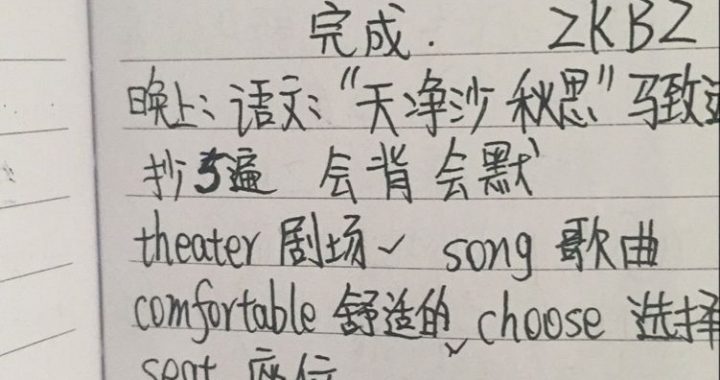 完成. ZKBZ
晚上: 语文: "天净沙 秋思" 马致远
抄5遍 会背 会默
theater 剧场 song 歌曲
comfortable 舒适的、choose 选择
seat 座位